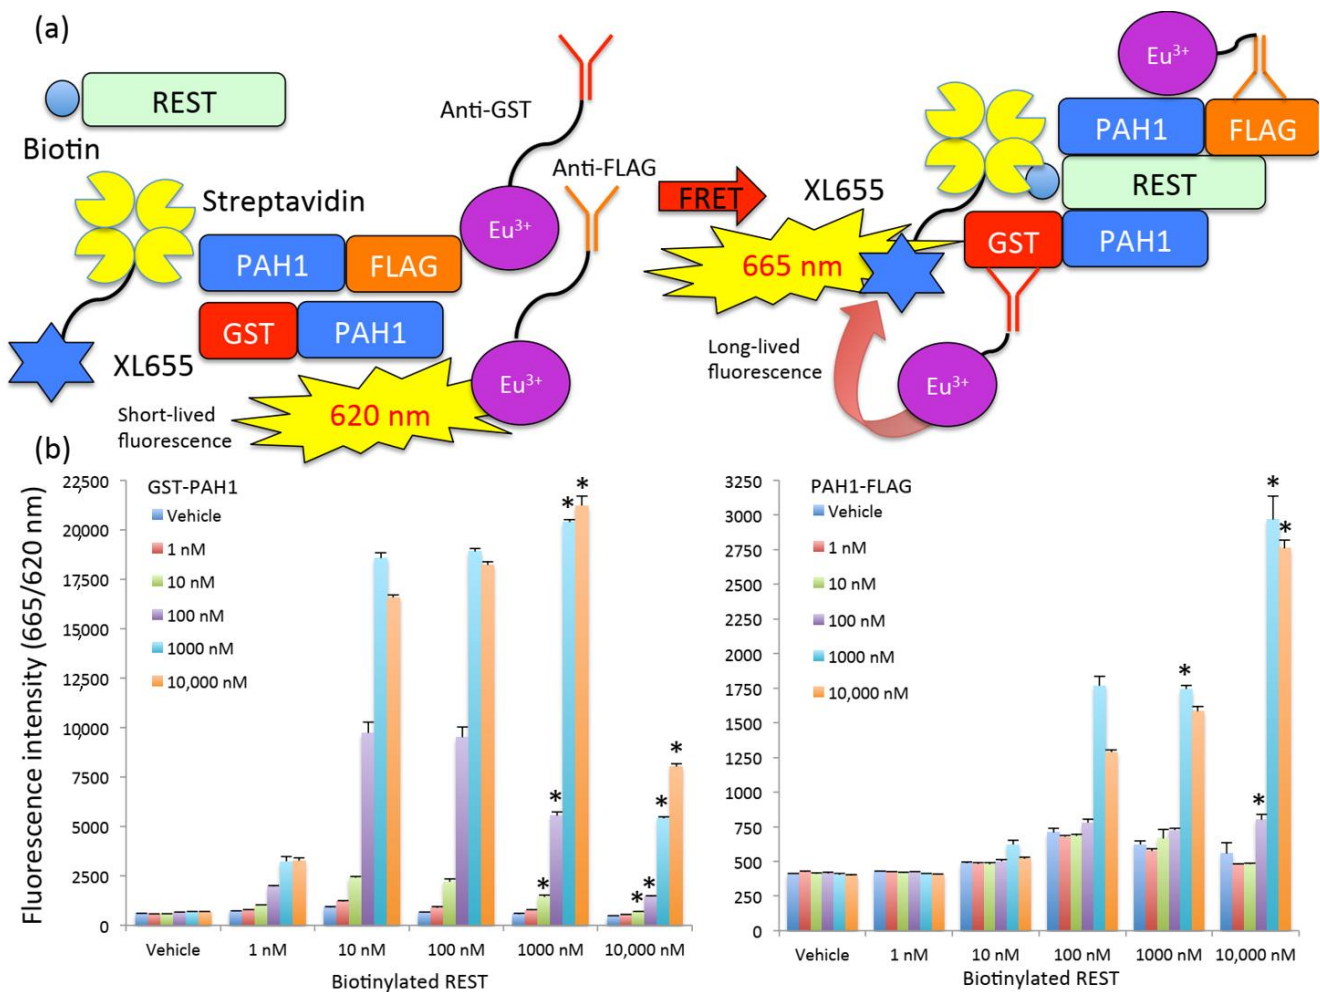 (a)
REST
Biotin
Streptavidin
PAH1
FLAG
GST
PAH1
XL655
Short-lived
fluorescence
620 nm
Anti-GST
Anti-FLAG
Eu3+
Eu3+
FRET
XL655
665 nm
Long-lived
fluorescence
Eu3+
PAH1
FLAG
REST
GST
PAH1
Eu3+
(b)
Fluorescence intensity (665/620 nm)
22,500
20,000
17,500
15,000
12,500
10,000
7500
5000
2500
0
GST-PAH1
Vehicle
1 nM
10 nM
100 nM
1000 nM
10,000 nM
* * * * * * * *
Vehicle 1 nM 10 nM 100 nM 1000 nM 10,000 nM
Biotinylated REST
3250
3000
2750
2500
2250
2000
1750
1500
1250
1000
750
500
250
0
PAH1-FLAG
Vehicle
1 nM
10 nM
100 nM
1000 nM
10,000 nM
* * * *
Vehicle 1 nM 10 nM 100 nM 1000 nM 10,000 nM
Biotinylated REST